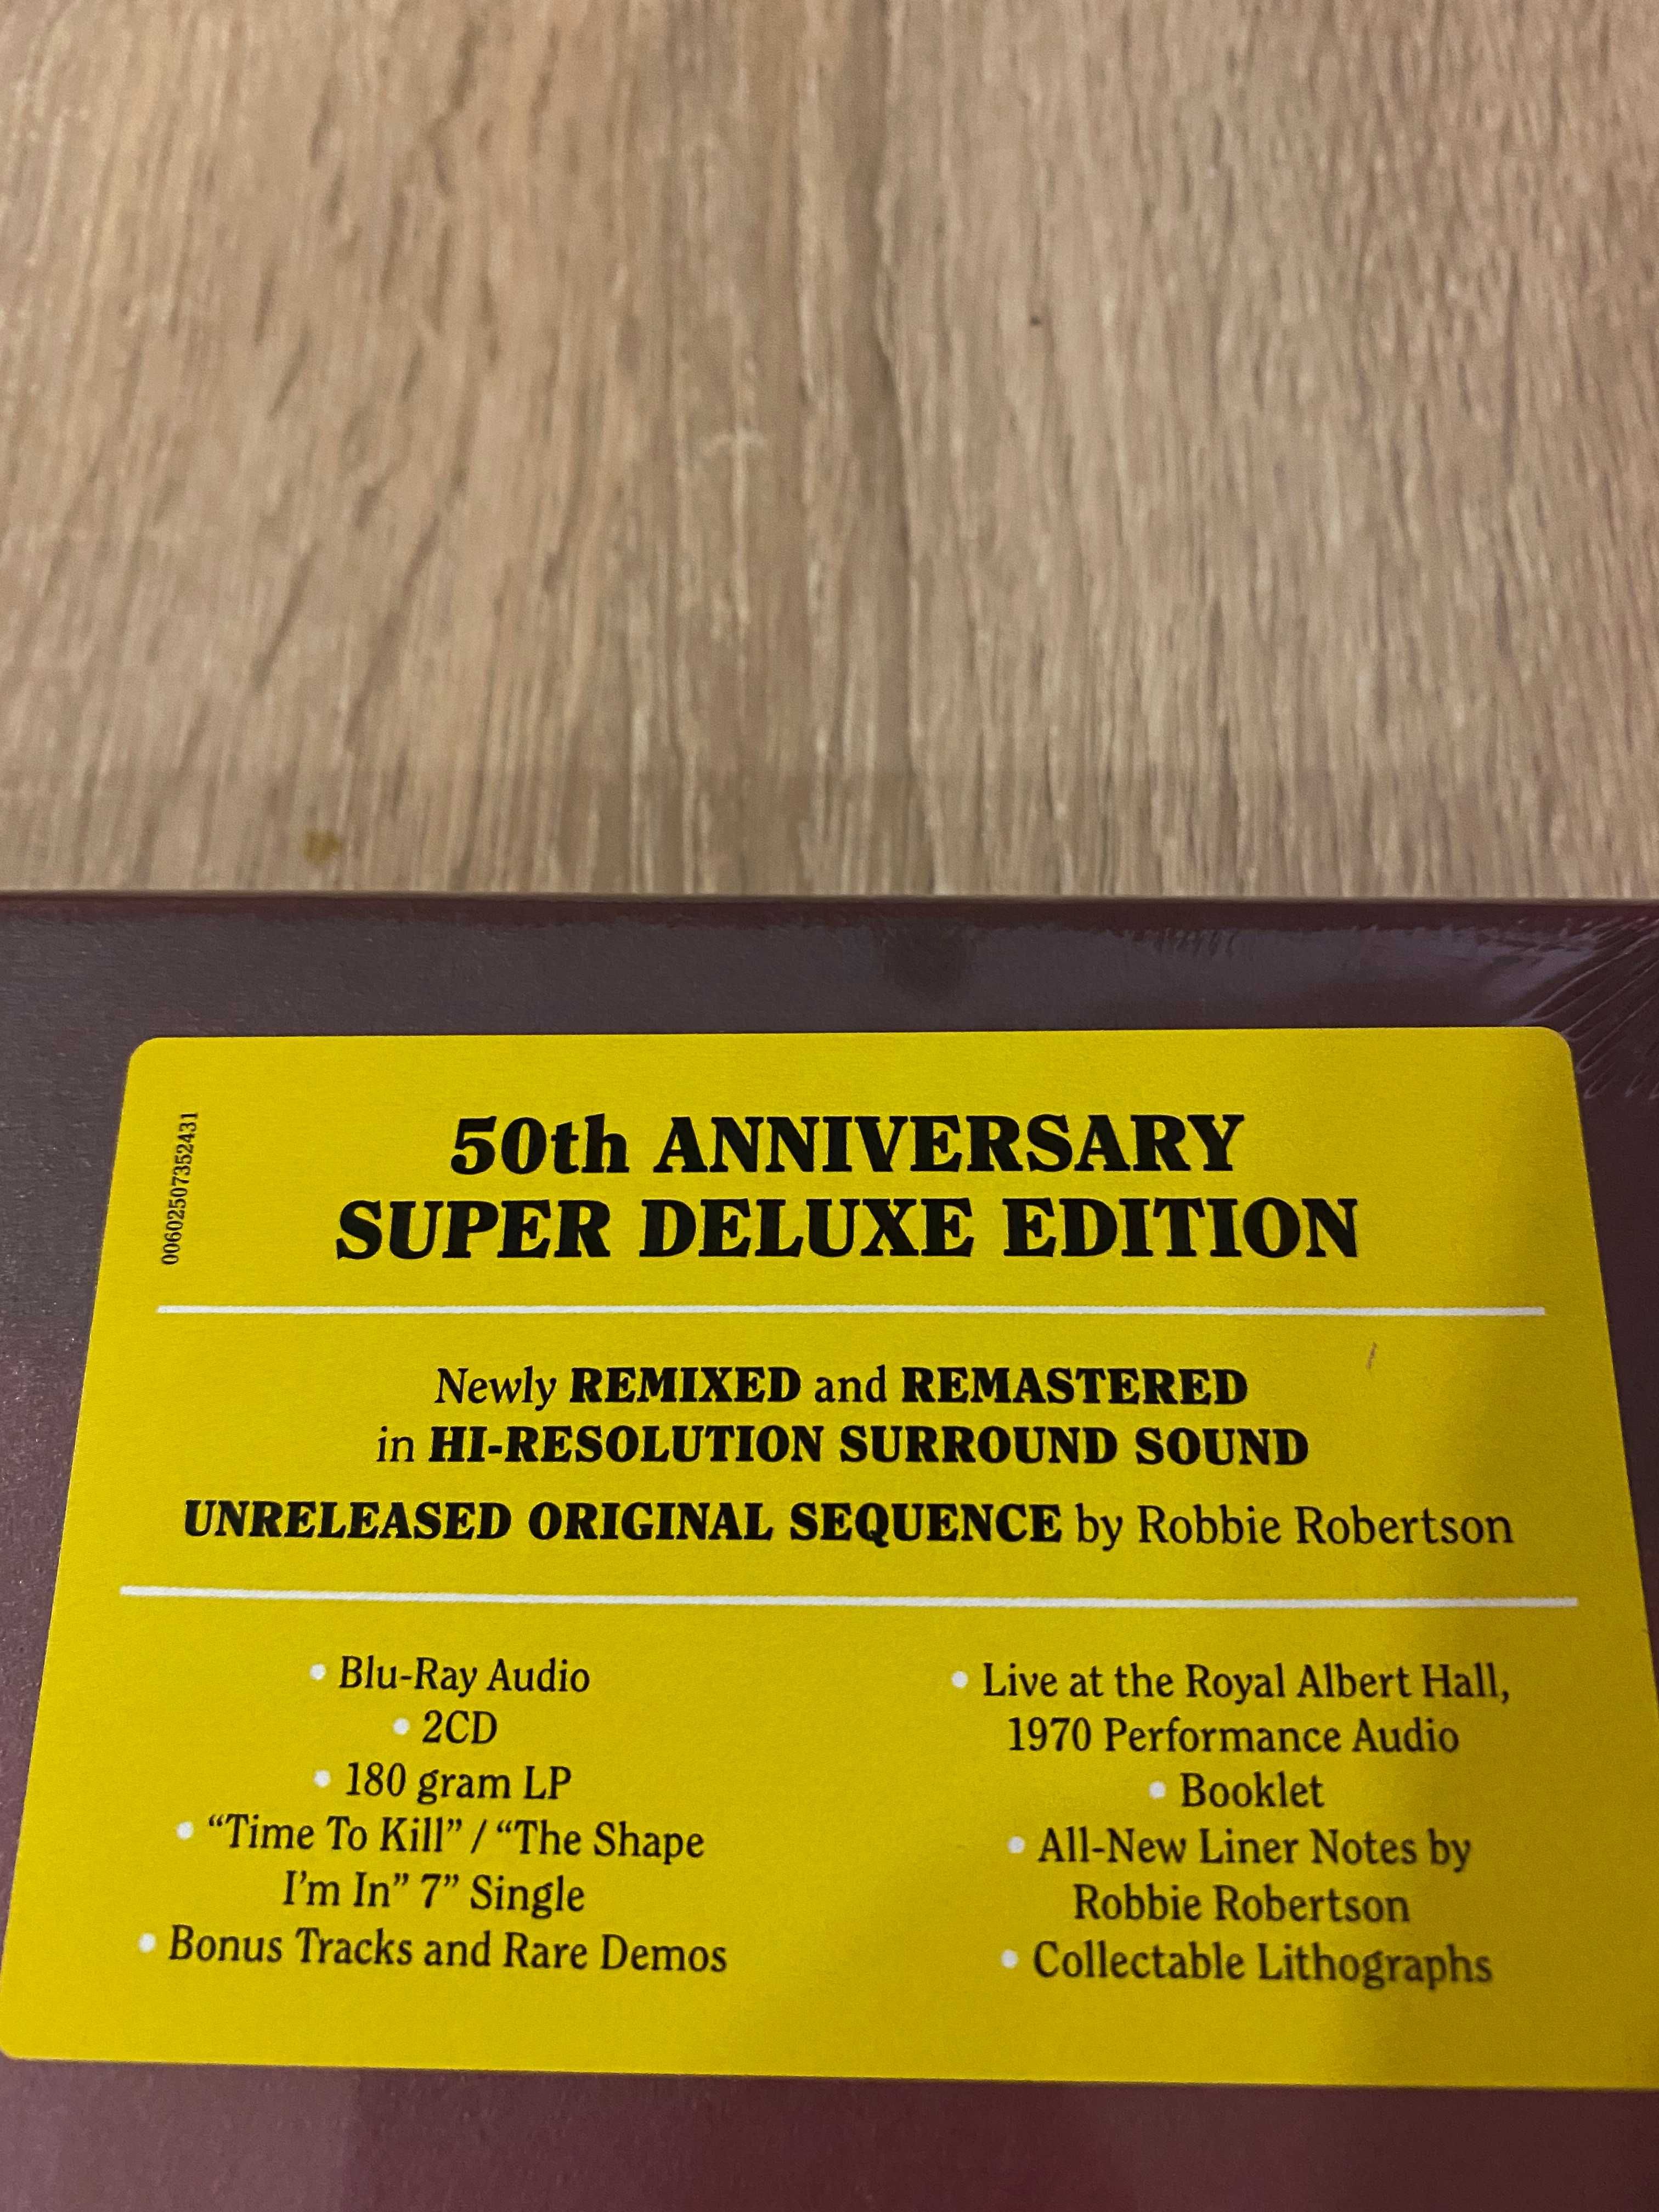 00602507352431
50th ANNIVERSARY
SUPER DELUXE EDITION
Newly REMIXED and REMASTERED
in HI-RESOLUTION SURROUND SOUND
UNRELEASED ORIGINAL SEQUENCE by Robbie Robertson
• Blu-Ray Audio
• 2CD
• 180 gram LP
• “Time To Kill” / “The Shape
I’m In” 7” Single
• Bonus Tracks and Rare Demos
• Live at the Royal Albert Hall,
1970 Performance Audio
• Booklet
• All-New Liner Notes by
Robbie Robertson
• Collectable Lithographs